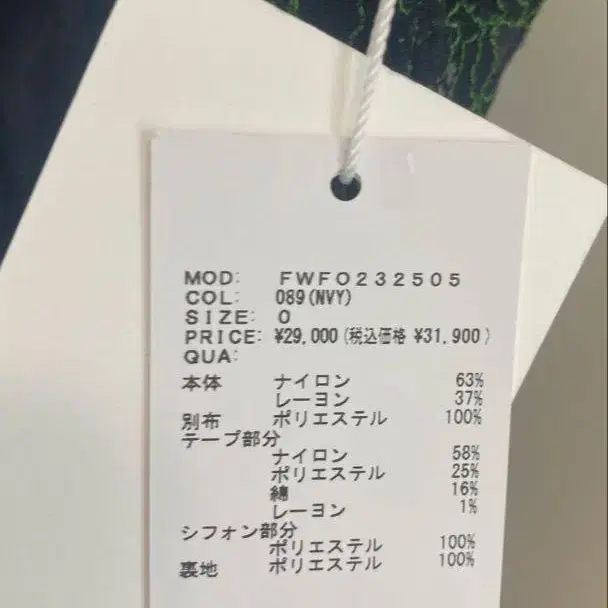 MOD: FWFO232505
COL: 089(NVY)
SIZE: 0
PRICE: ¥29,000(税込価格 ¥31,900)
QUA:
本体 ナイロン 63%
レーヨン 37%
別布 ポリエステル 100%
テープ部分
ナイロン 58%
ポリエステル 25%
綿 16%
レーヨン 1%
シフォン部分
ポリエステル 100%
裏地 ポリエステル 100%